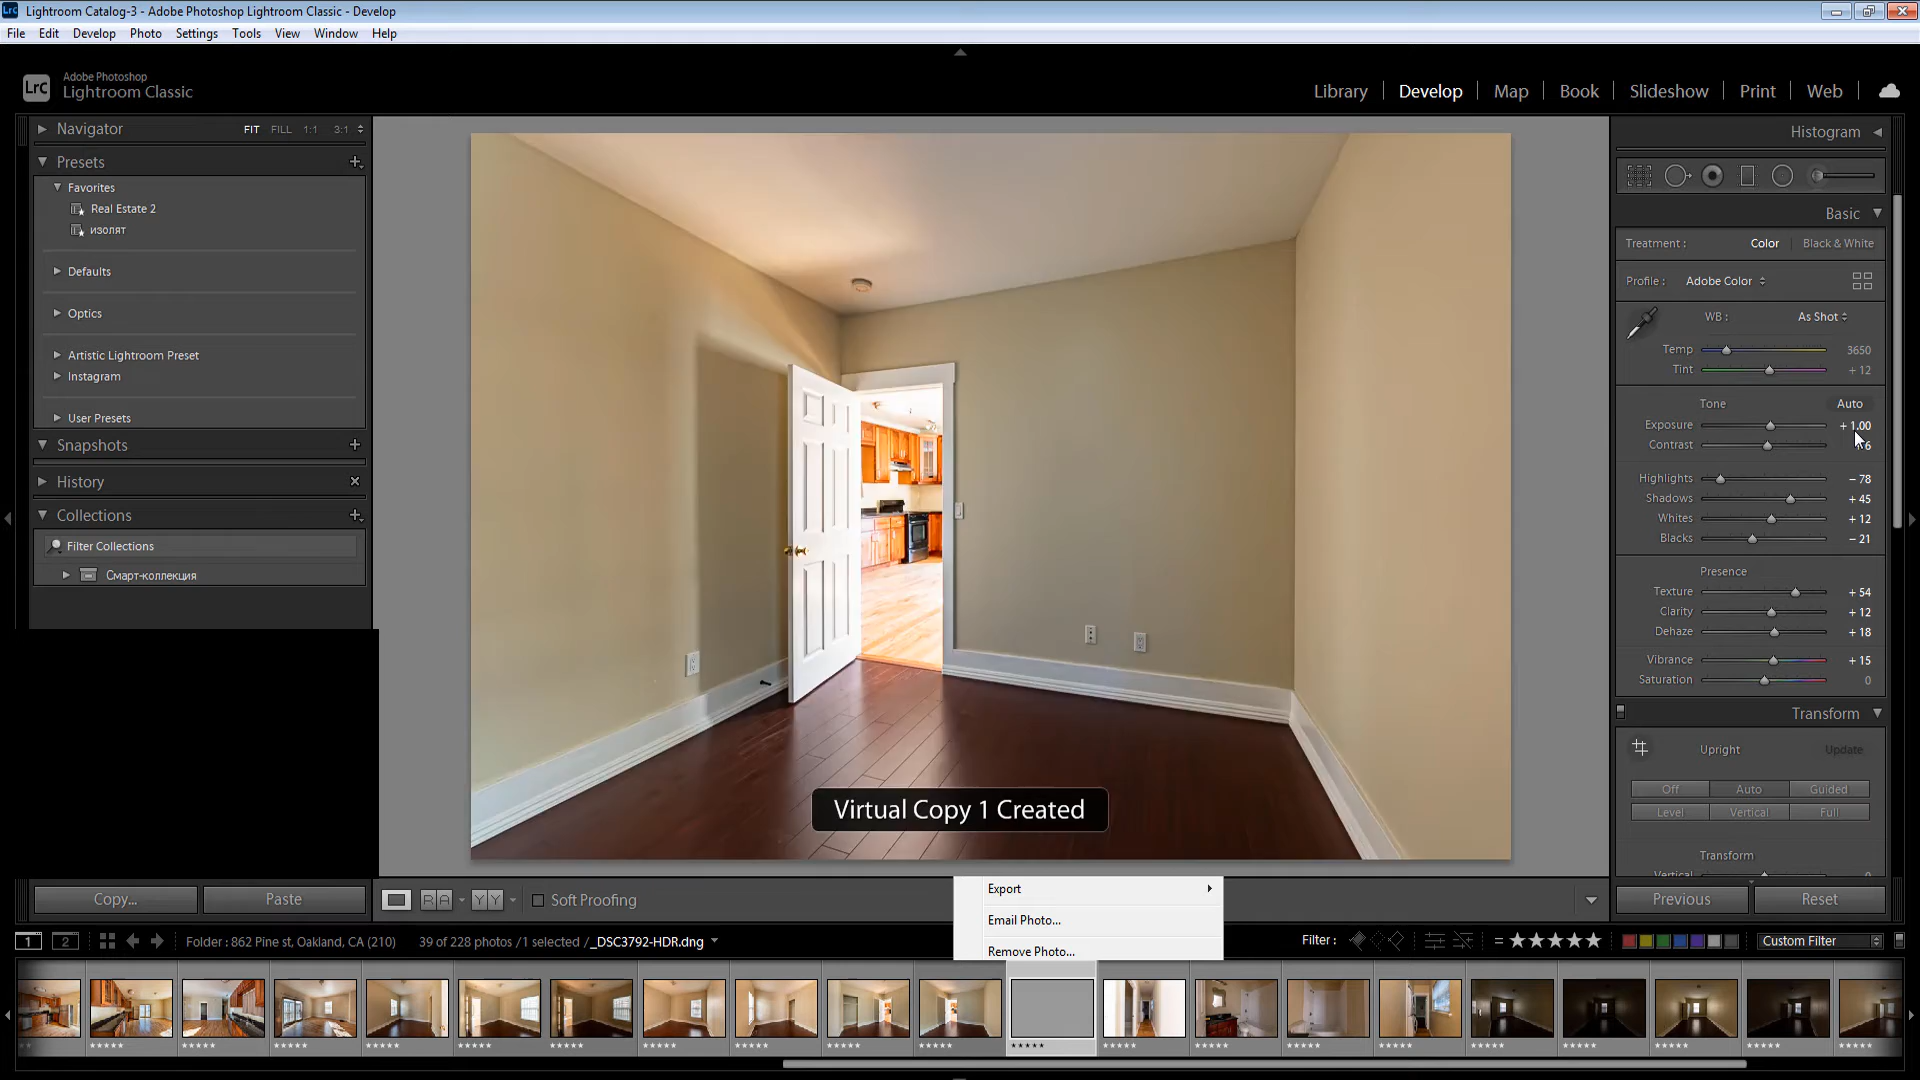 Lightroom Catalog-3 - Adobe Photoshop Lightroom Classic - Develop
File Edit Develop Photo Settings Tools View Window Help
LrC Adobe Photoshop
Lightroom Classic
Library | Develop | Map | Book | Slideshow | Print | Web
Navigator FIT FILL 1:1 3:1
Presets
Favorites
Real Estate 2
изолят
Defaults
Optics
Artistic Lightroom Preset
Instagram
User Presets
Snapshots
History
Collections
Filter Collections
Смарт-коллекция
Copy... Paste
Virtual Copy 1 Created
Histogram
Basic
Treatment : Color | Black & White
Profile : Adobe Color
WB : As Shot
Temp 3650
Tint + 12
Tone Auto
Exposure + 1.00
Contrast
Highlights − 78
Shadows + 45
Whites + 12
Blacks − 21
Presence
Texture + 54
Clarity + 12
Dehaze + 18
Vibrance + 15
Saturation 0
Transform
Upright Update
Off Auto Guided
Level Vertical Full
Transform
Vertical
Previous Reset
RA YY Soft Proofing
Export
Email Photo...
Remove Photo...
1 2 Folder : 862 Pine st, Oakland, CA (210) 39 of 228 photos /1 selected /_DSC3792-HDR.dng
Filter : = ★★★★★ Custom Filter